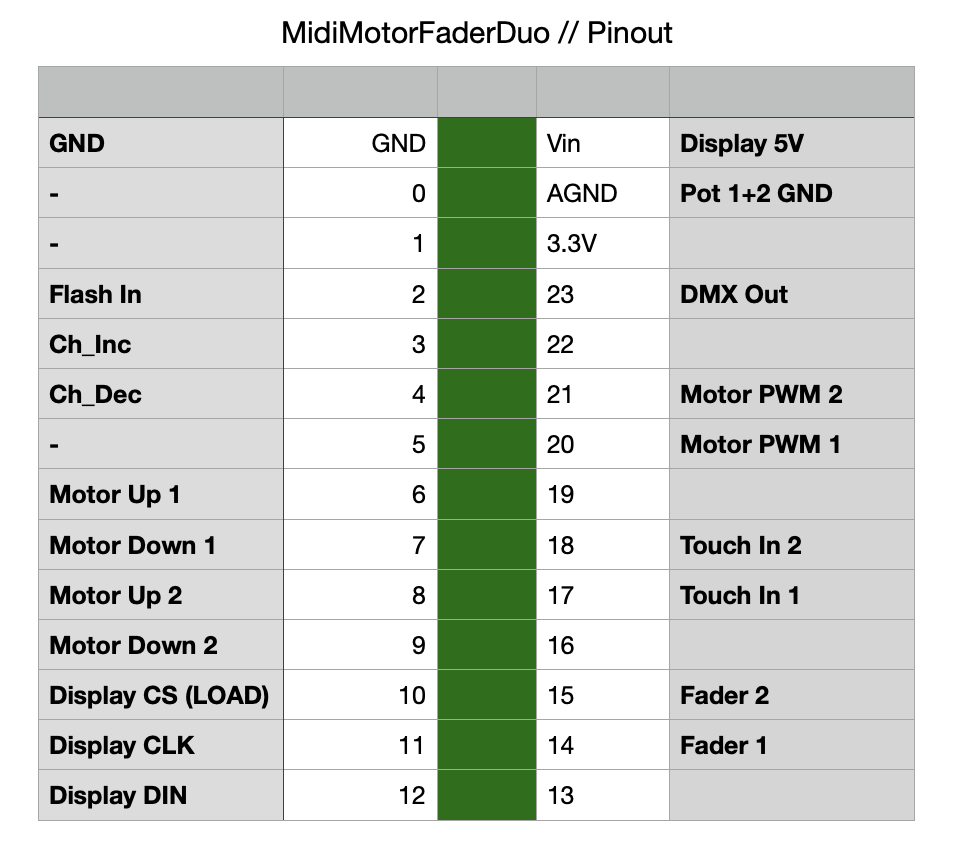 MidiMotorFaderDuo // Pinout
GND GND Vin Display 5V
- 0 AGND Pot 1+2 GND
- 1 3.3V
Flash In 2 23 DMX Out
Ch_Inc 3 22
Ch_Dec 4 21 Motor PWM 2
- 5 20 Motor PWM 1
Motor Up 1 6 19
Motor Down 1 7 18 Touch In 2
Motor Up 2 8 17 Touch In 1
Motor Down 2 9 16
Display CS (LOAD) 10 15 Fader 2
Display CLK 11 14 Fader 1
Display DIN 12 13